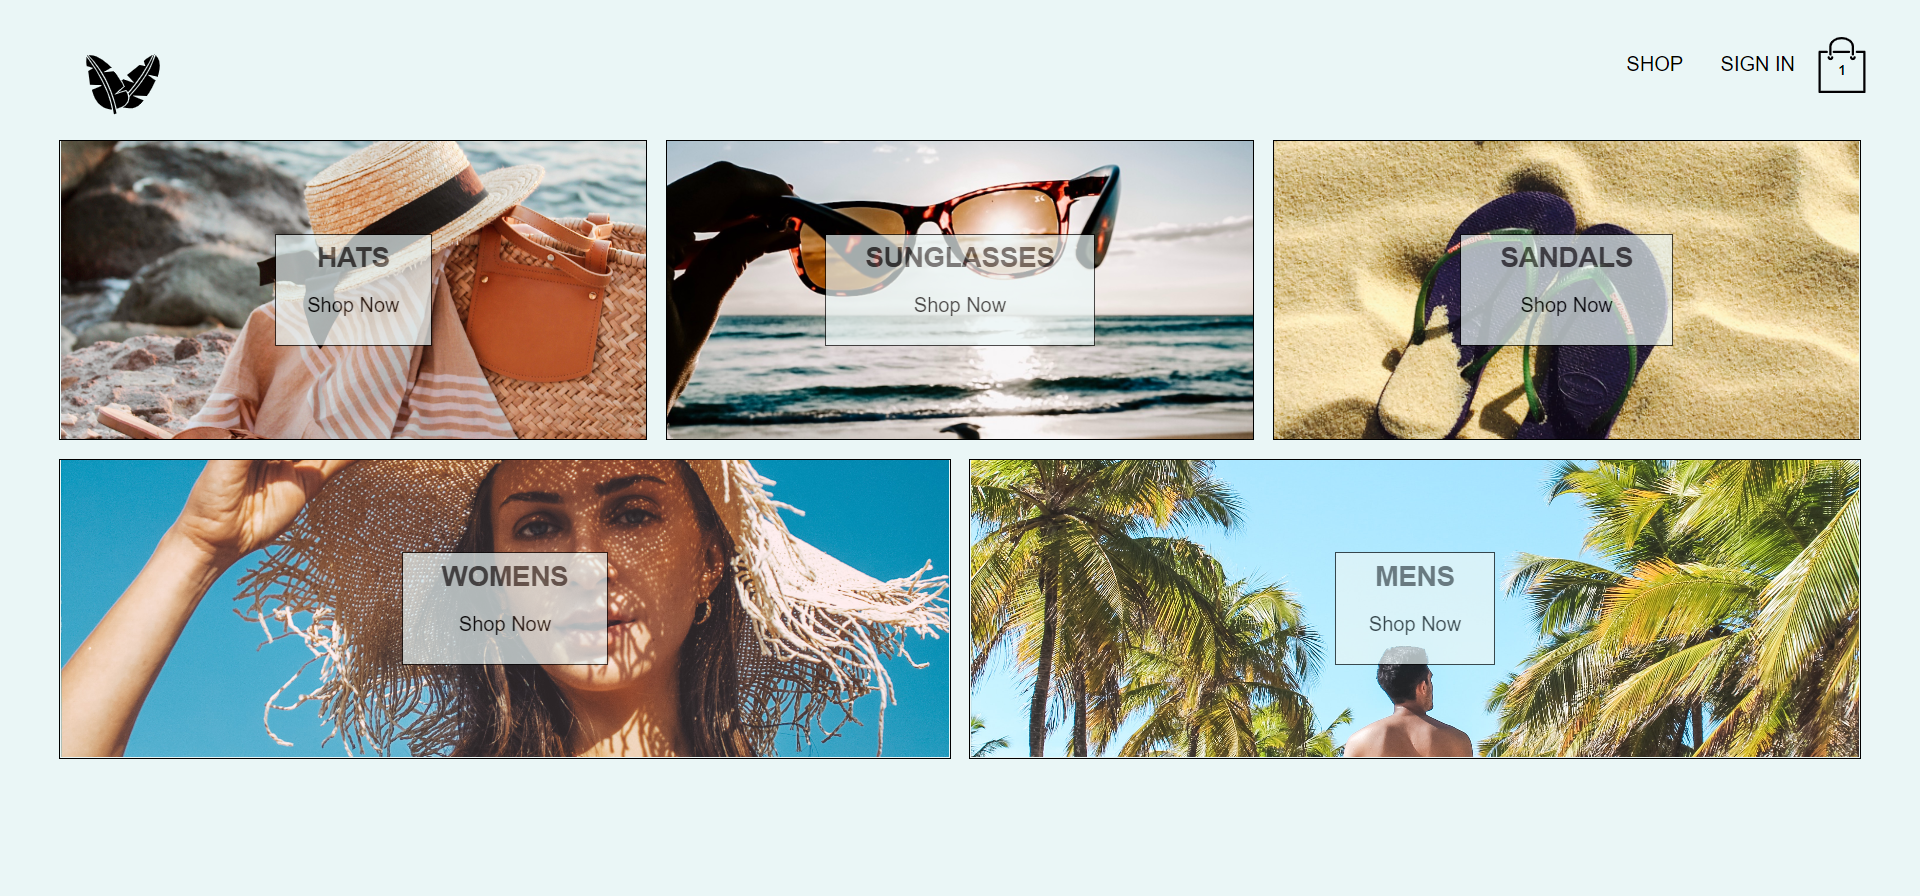 SHOP
SIGN IN
1
HATS
Shop Now
SUNGLASSES
Shop Now
SANDALS
Shop Now
WOMENS
Shop Now
MENS
Shop Now